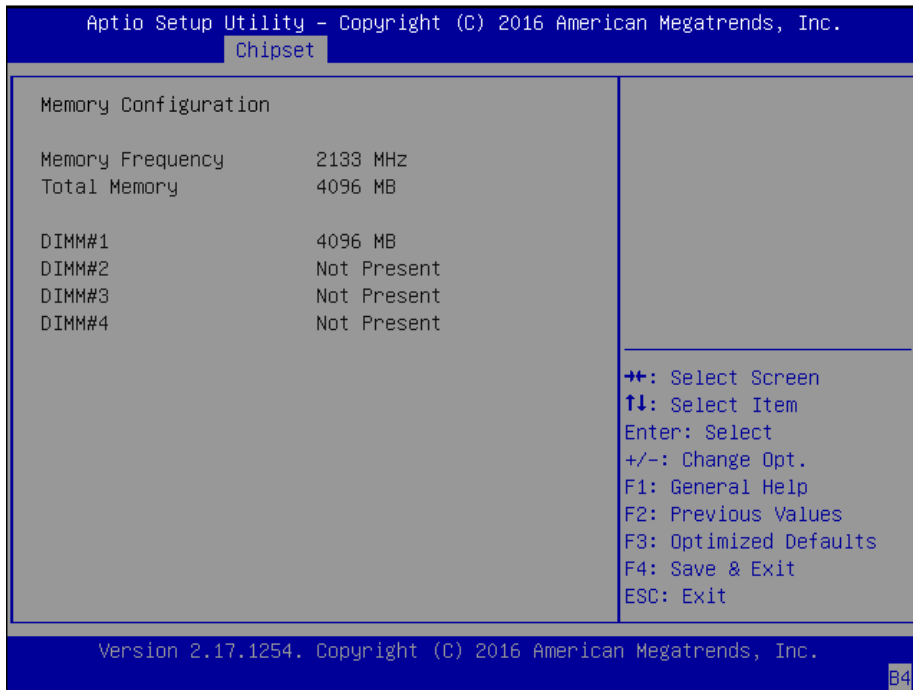 Aptio Setup Utility – Copyright (C) 2016 American Megatrends, Inc.
Chipset
Memory Configuration
Memory Frequency 2133 MHz
Total Memory 4096 MB
DIMM#1 4096 MB
DIMM#2 Not Present
DIMM#3 Not Present
DIMM#4 Not Present
→←: Select Screen
↑↓: Select Item
Enter: Select
+/-: Change Opt.
F1: General Help
F2: Previous Values
F3: Optimized Defaults
F4: Save & Exit
ESC: Exit
Version 2.17.1254. Copyright (C) 2016 American Megatrends, Inc.
B4